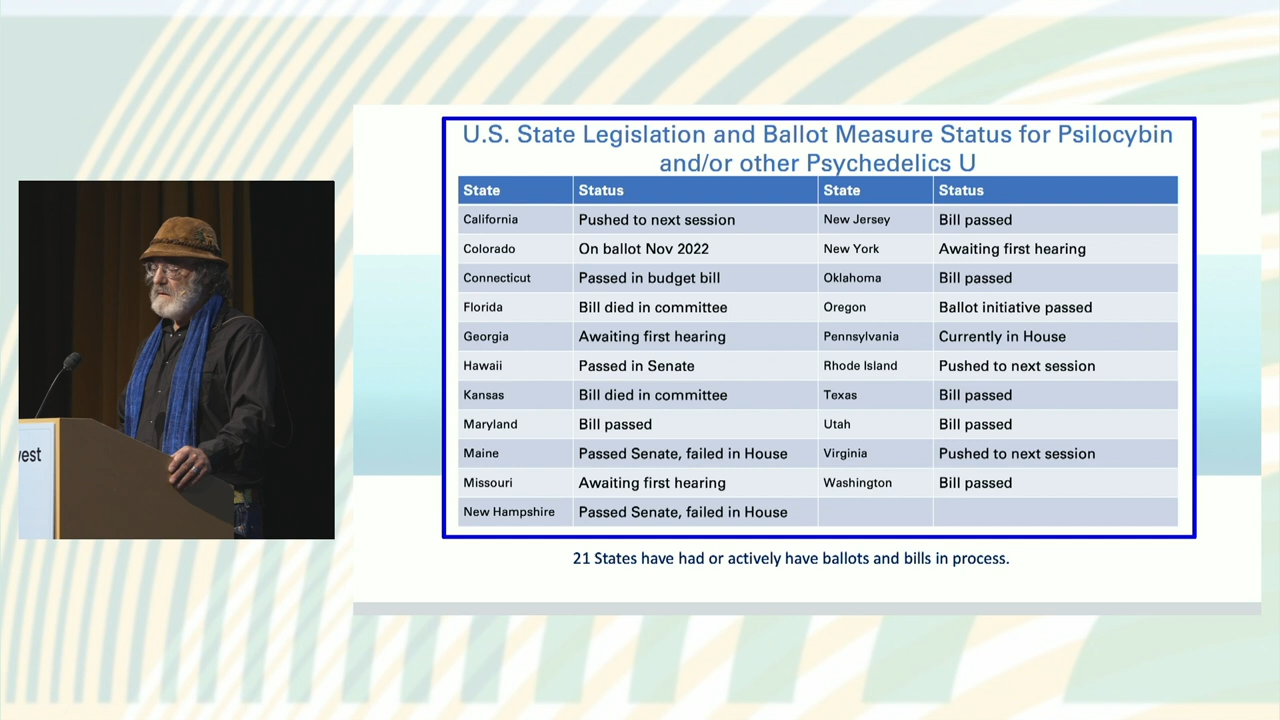 U.S. State Legislation and Ballot Measure Status for Psilocybin
and/or other Psychedelics U
State Status State Status
California Pushed to next session New Jersey Bill passed
Colorado On ballot Nov 2022 New York Awaiting first hearing
Connecticut Passed in budget bill Oklahoma Bill passed
Florida Bill died in committee Oregon Ballot initiative passed
Georgia Awaiting first hearing Pennsylvania Currently in House
Hawaii Passed in Senate Rhode Island Pushed to next session
Kansas Bill died in committee Texas Bill passed
Maryland Bill passed Utah Bill passed
Maine Passed Senate, failed in House Virginia Pushed to next session
Missouri Awaiting first hearing Washington Bill passed
New Hampshire Passed Senate, failed in House
21 States have had or actively have ballots and bills in process.